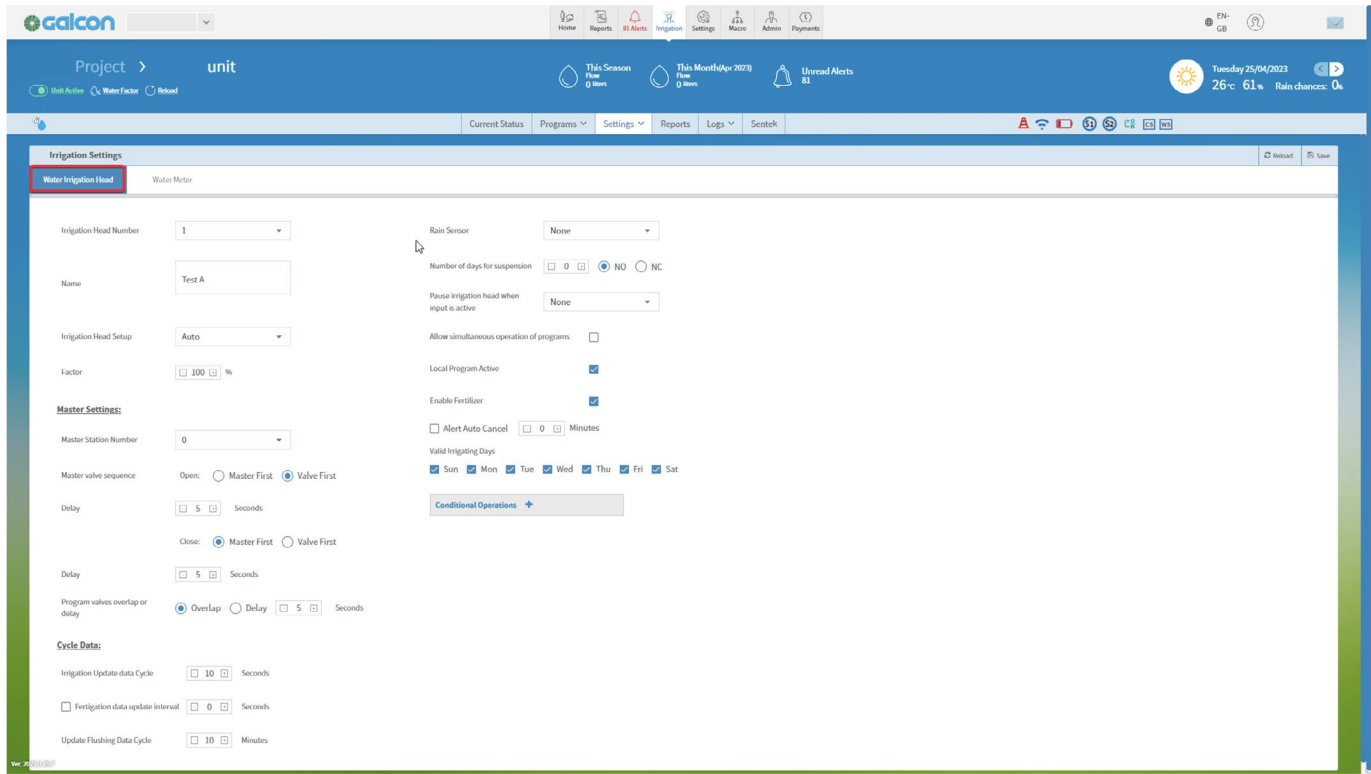 Galcon
Home Reports 81 Alerts Irrigation Settings Macro Admin Payments
EN-
GB
Project > unit
Unit Active Water Factor Reload
This Season
Flow
0 liters
This Month(Apr 2023)
Flow
0 liters
Unread Alerts
81
Tuesday 25/04/2023 < >
26°C 61% Rain chances: 0%
Current Status Programs Settings Reports Logs Sentek
S1 S2 CS WS
Irrigation Settings
Reload Save
Water Irrigation Head Water Meter
Irrigation Head Number 1
Name Test A
Irrigation Head Setup Auto
Factor - 100 + %
Master Settings:
Master Station Number 0
Master valve sequence Open: Master First Valve First
Delay - 5 + Seconds
Close: Master First Valve First
Delay - 5 + Seconds
Program valves overlap or
delay Overlap Delay - 5 + Seconds
Cycle Data:
Irrigation Update data Cycle - 10 + Seconds
Fertigation data update interval - 0 + Seconds
Update Flushing Data Cycle - 10 + Minutes
Rain Sensor None
Number of days for suspension - 0 + NO NC
Pause irrigation head when
input is active None
Allow simultaneous operation of programs
Local Program Active
Enable Fertilizer
Alert Auto Cancel - 0 + Minutes
Valid Irrigating Days
Sun Mon Tue Wed Thu Fri Sat
Conditional Operations +